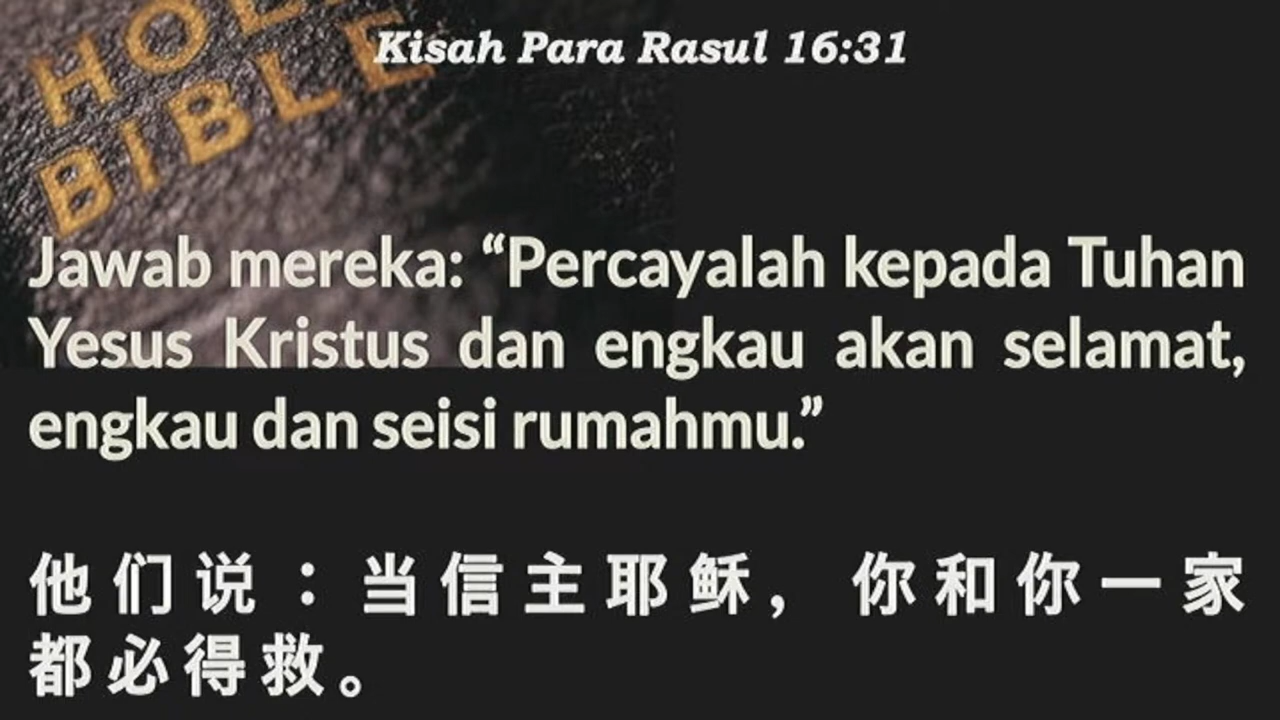 HOLY
BIBLE
Kisah Para Rasul 16:31
Jawab mereka: “Percayalah kepada Tuhan
Yesus Kristus dan engkau akan selamat,
engkau dan seisi rumahmu.”
他们说：当信主耶稣，你和你一家
都必得救。